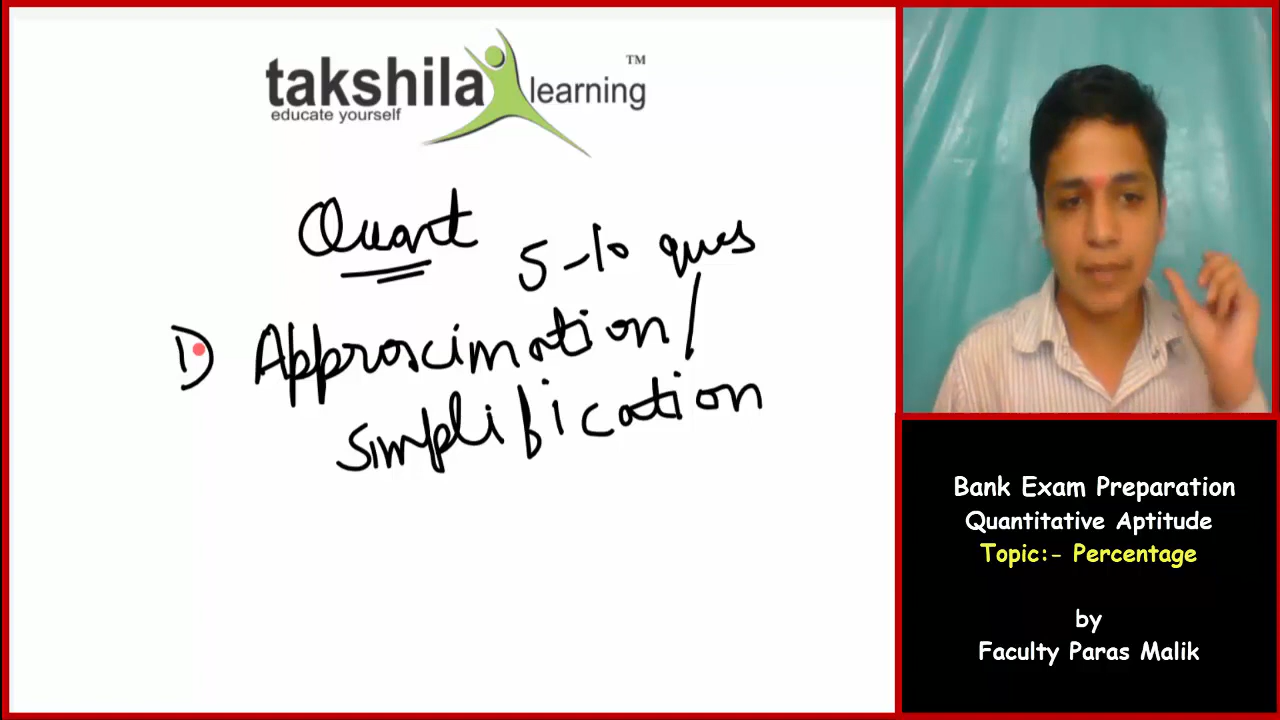 takshila learning ™
educate yourself
Quant
5-10 ques
1) Approximation/
simplification
Bank Exam Preparation
Quantitative Aptitude
Topic:- Percentage
by
Faculty Paras Malik